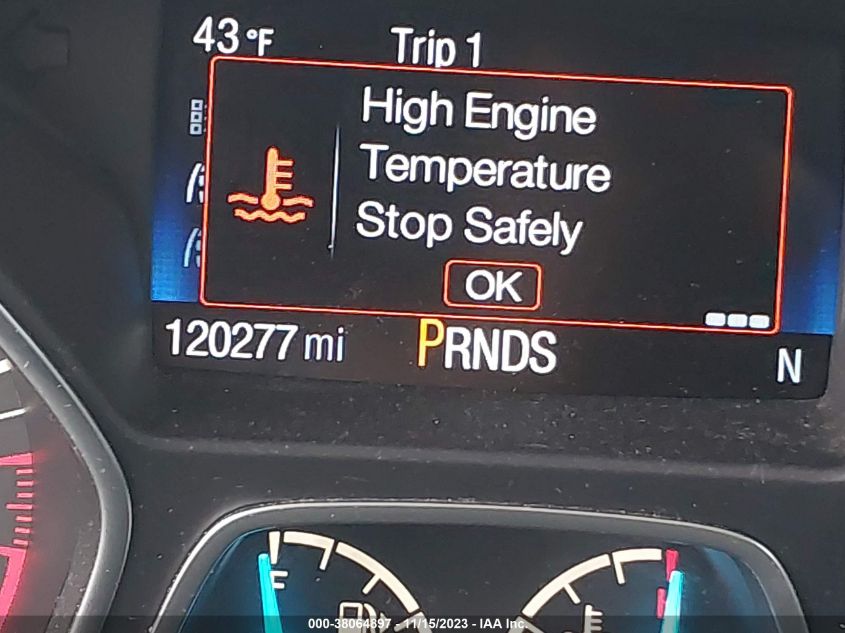 43 °F Trip 1
High Engine
Temperature
Stop Safely
OK
120277 mi PRNDS N
F H
000-38064897 - 11/15/2023 - IAA Inc.